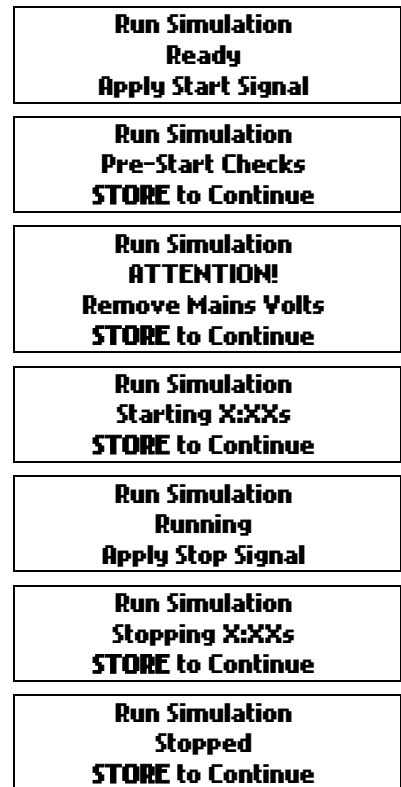 Run Simulation
Ready
Apply Start Signal
Run Simulation
Pre-Start Checks
STORE to Continue
Run Simulation
ATTENTION!
Remove Mains Volts
STORE to Continue
Run Simulation
Starting X:XXs
STORE to Continue
Run Simulation
Running
Apply Stop Signal
Run Simulation
Stopping X:XXs
STORE to Continue
Run Simulation
Stopped
STORE to Continue